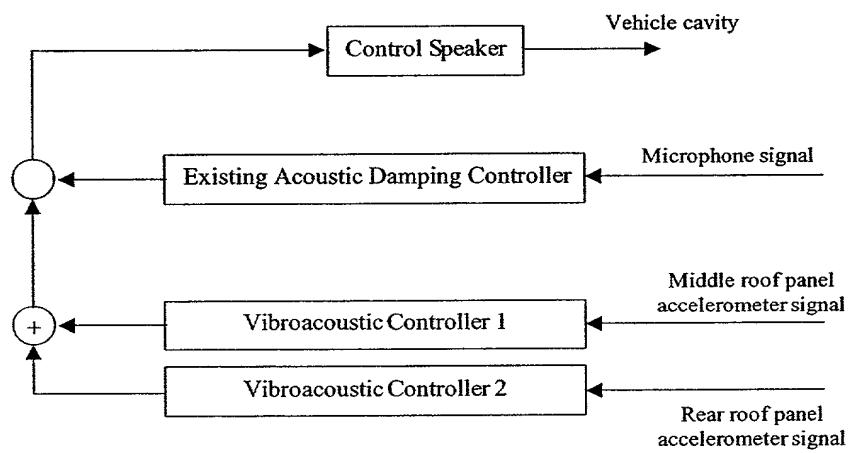 Vehicle cavity
Control Speaker
Microphone signal
Existing Acoustic Damping Controller
Middle roof panel
accelerometer signal
+
Vibroacoustic Controller 1
Vibroacoustic Controller 2
Rear roof panel
accelerometer signal